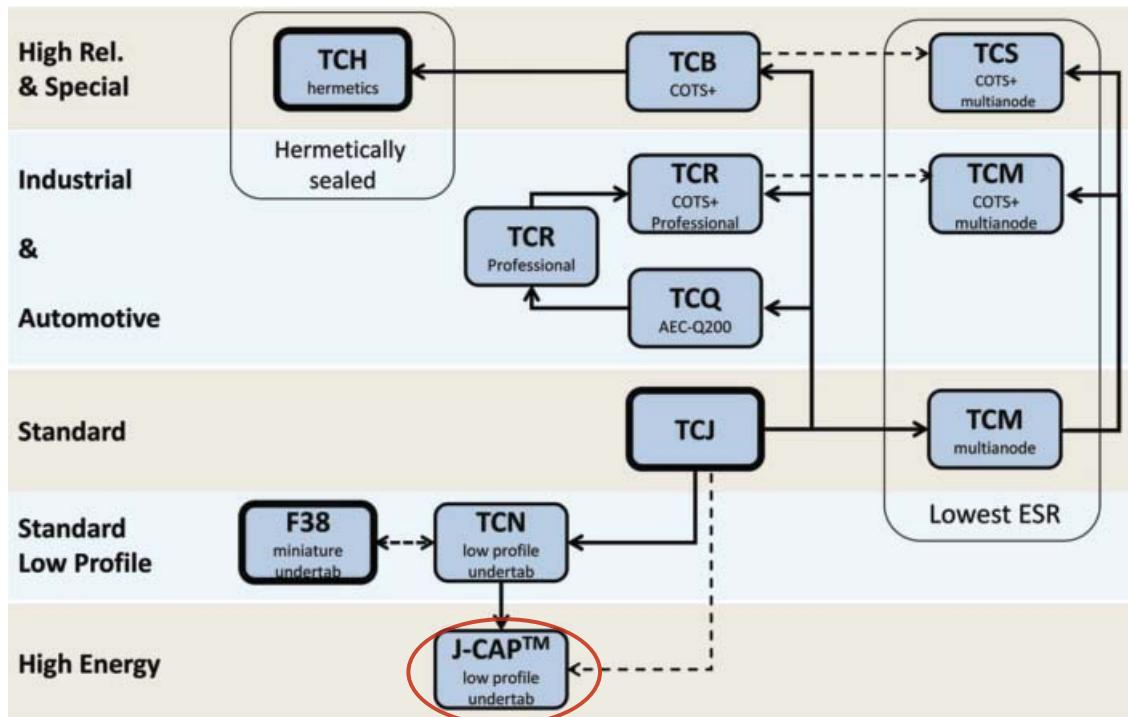 High Rel.
& Special
TCH
hermetics
Hermetically
sealed
TCB
COTS+
TCS
COTS+
multianode
Industrial
&
Automotive
TCR
COTS+
Professional
TCM
COTS+
multianode
TCR
Professional
TCQ
AEC-Q200
Standard
TCJ
TCM
multianode
Lowest ESR
Standard
Low Profile
F38
miniature
undertab
TCN
low profile
undertab
High Energy
J-CAP™
low profile
undertab